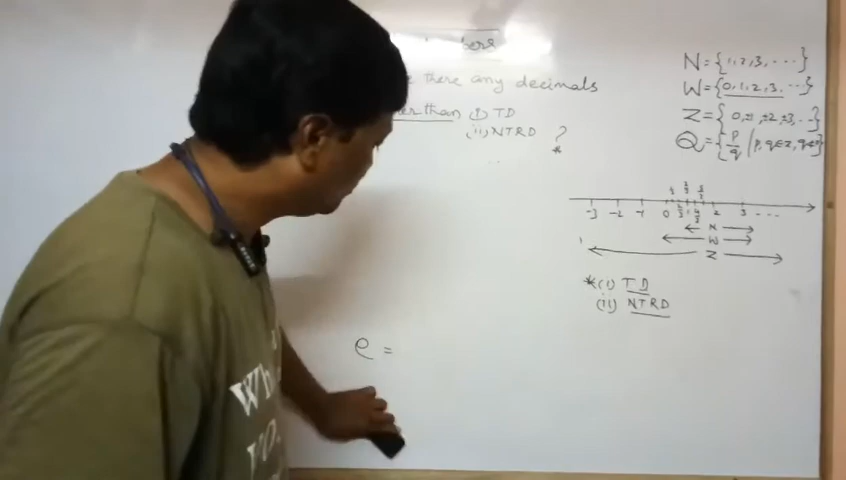 there any decimals
than (i) TD
(ii) NTRD ?
*
e =
N = {1, 2, 3, ....}
W = {0, 1, 2, 3, ...}
Z = {0, ±1, ±2, ±3, ...}
Q = {p/q / p, q ∈ Z, q≠0}
-3 -2 -1 0 2 3 ...
N
W
Z
*(i) TD
(ii) NTRD